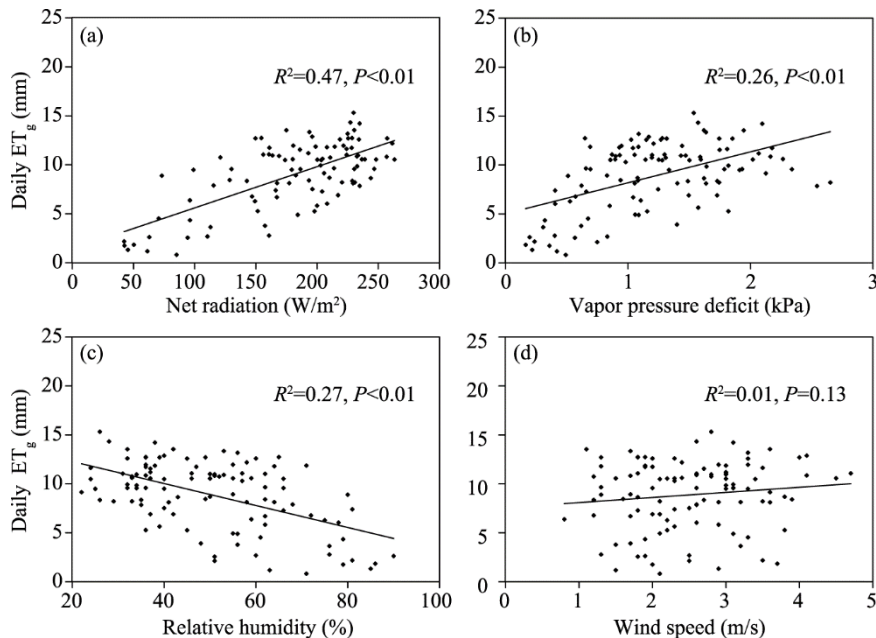 (a)
R²=0.47, P<0.01
Daily ETg (mm)
25
20
15
10
5
0
0 50 100 150 200 250 300
Net radiation (W/m²)
(b)
R²=0.26, P<0.01
25
20
15
10
5
0
0 1 2 3
Vapor pressure deficit (kPa)
(c)
R²=0.27, P<0.01
Daily ETg (mm)
25
20
15
10
5
0
20 40 60 80 100
Relative humidity (%)
(d)
R²=0.01, P=0.13
25
20
15
10
5
0
0 1 2 3 4 5
Wind speed (m/s)